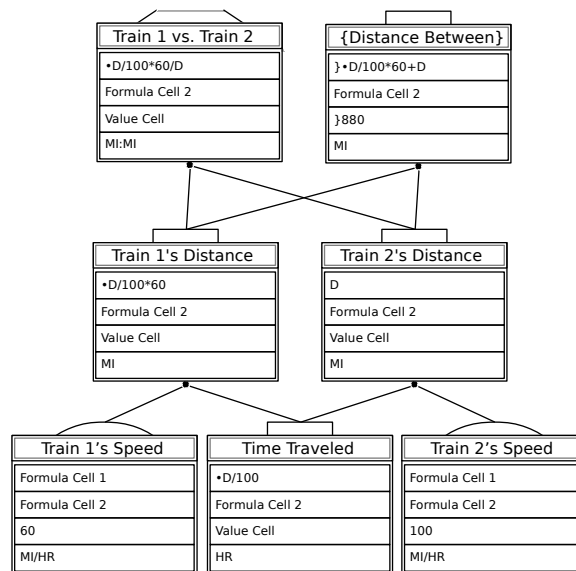 Train 1 vs. Train 2
•D/100*60/D
Formula Cell 2
Value Cell
MI:MI
{Distance Between}
}•D/100*60+D
Formula Cell 2
}880
MI
Train 1's Distance
•D/100*60
Formula Cell 2
Value Cell
MI
Train 2's Distance
D
Formula Cell 2
Value Cell
MI
Train 1’s Speed
Formula Cell 1
Formula Cell 2
60
MI/HR
Time Traveled
•D/100
Formula Cell 2
Value Cell
HR
Train 2’s Speed
Formula Cell 1
Formula Cell 2
100
MI/HR